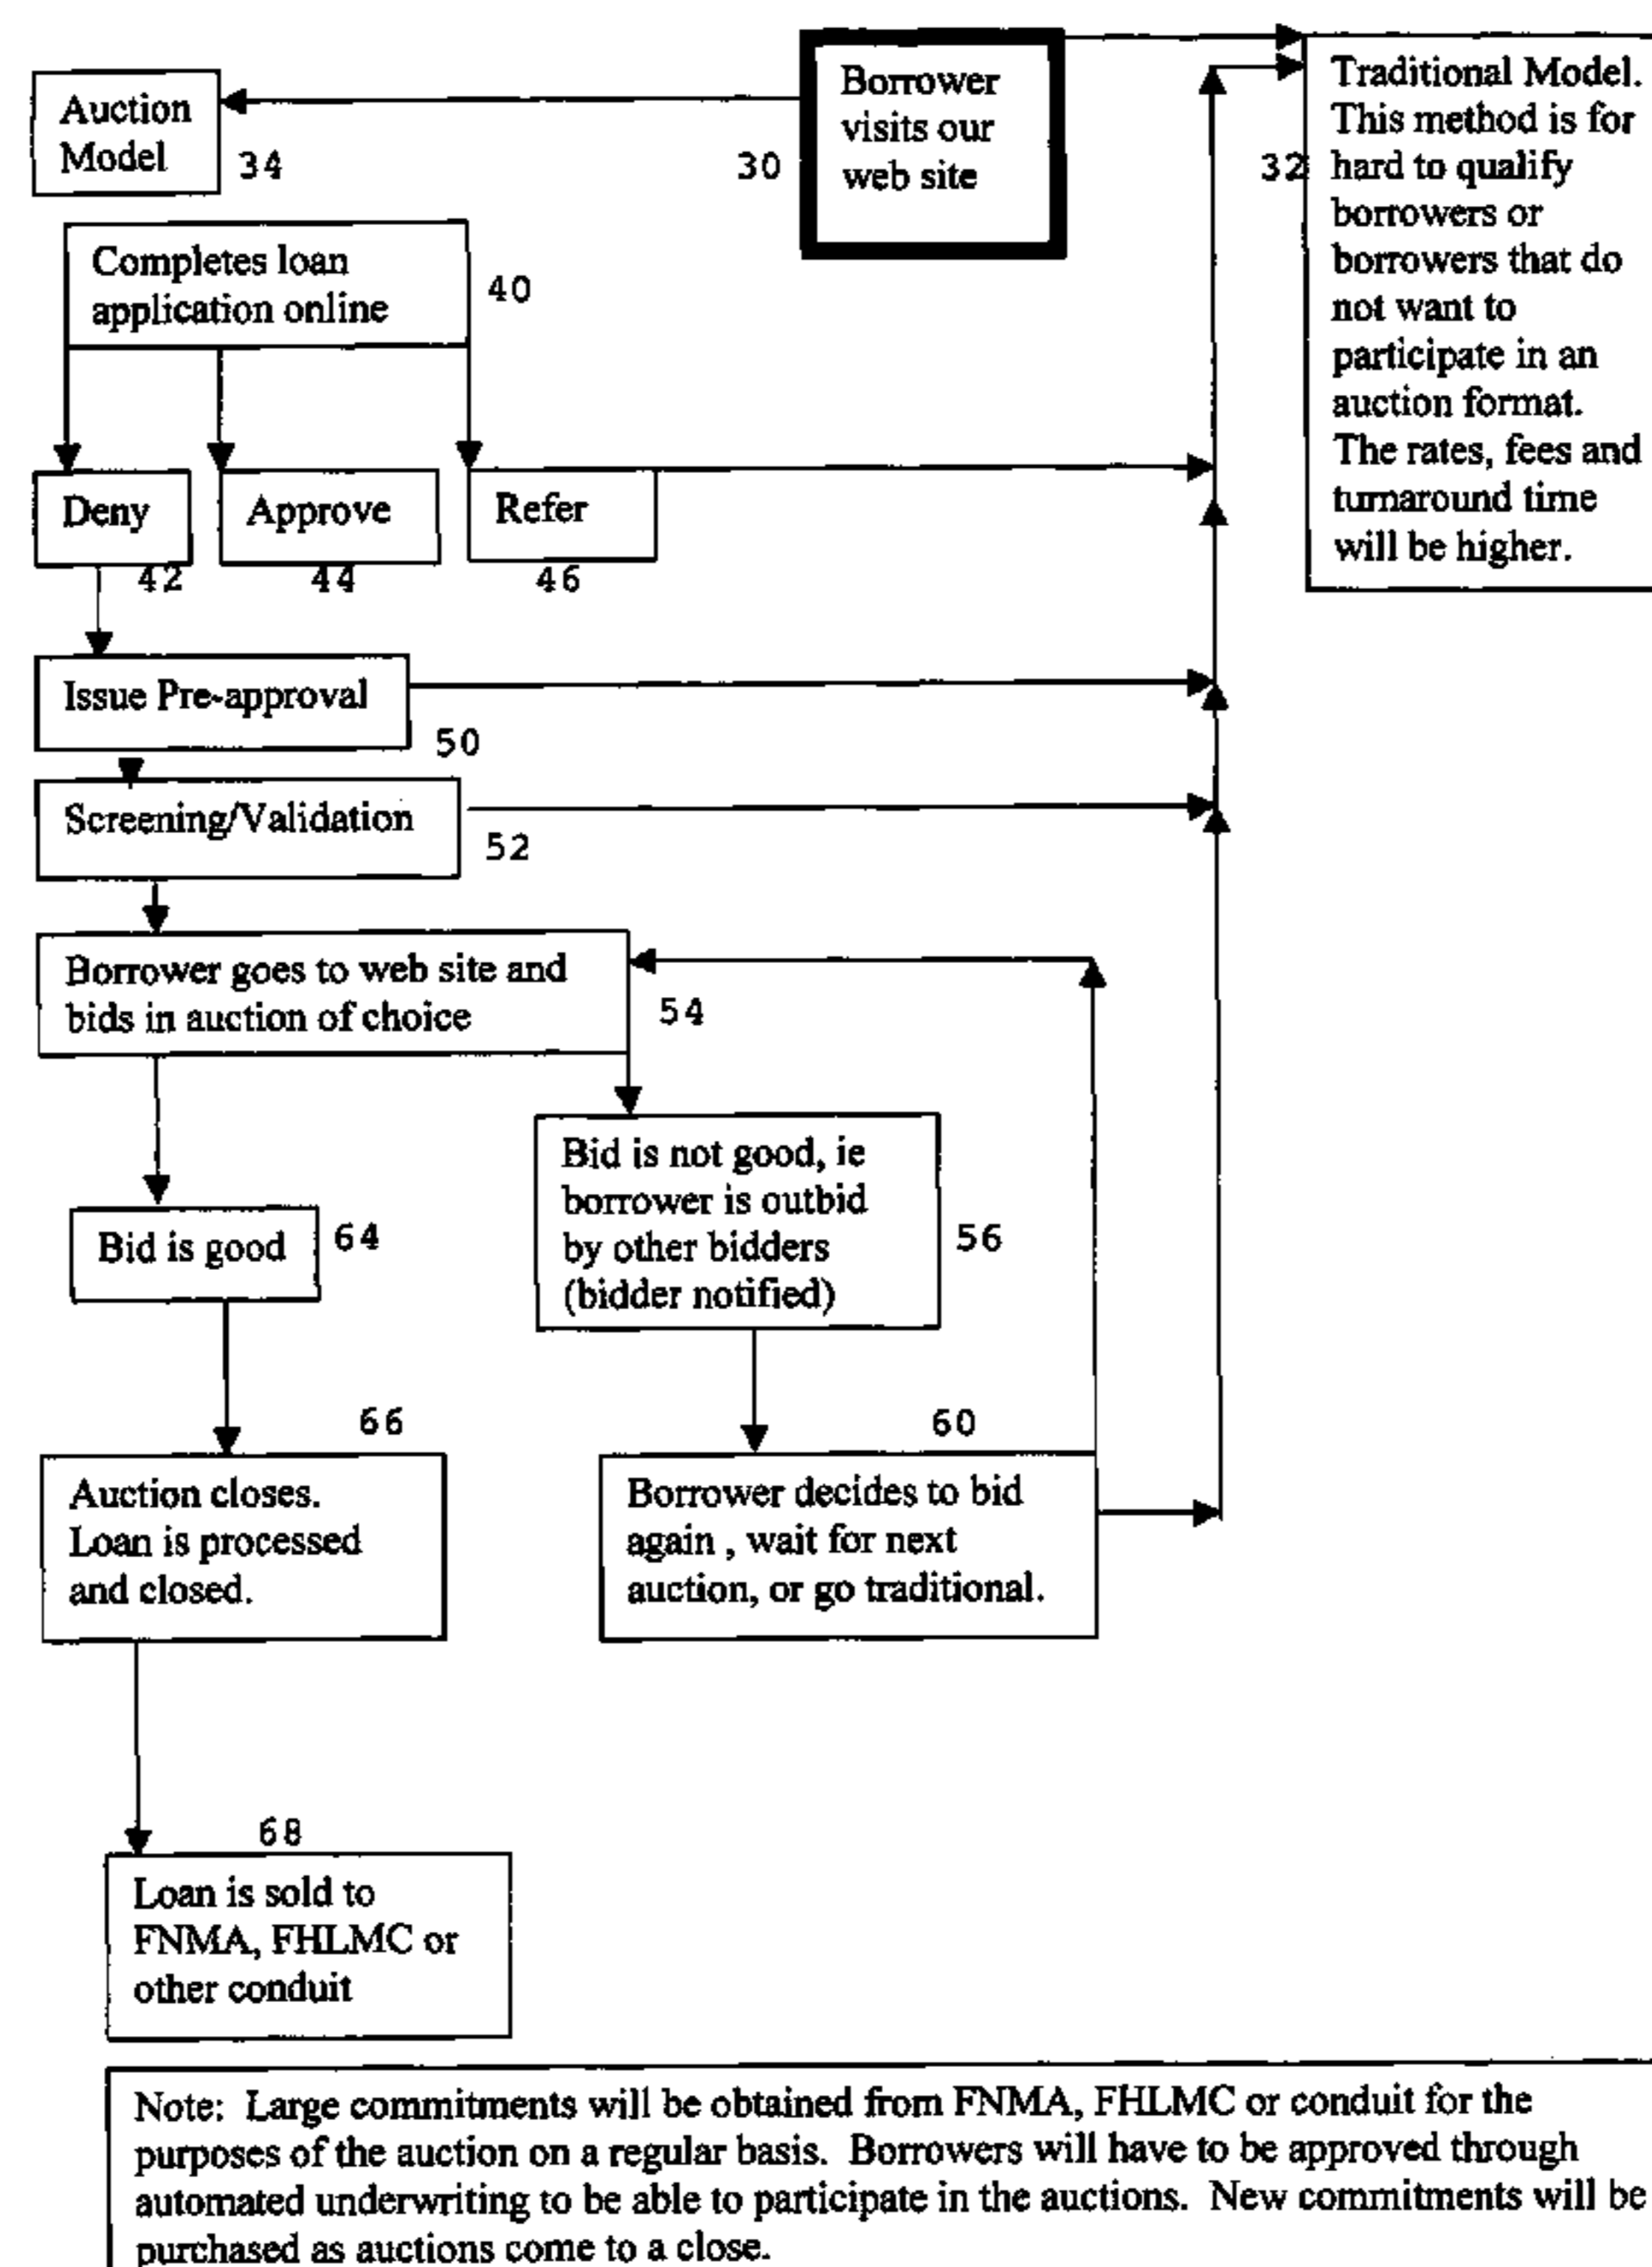 Borrower
visits our
web site
30
Auction
Model
34
Traditional Model.
This method is for
hard to qualify
borrowers or
borrowers that do
not want to
participate in an
auction format.
The rates, fees and
turnaround time
will be higher.
32
Completes loan
application online
40
Deny
42
Approve
44
Refer
46
Issue Pre-approval
50
Screening/Validation
52
Borrower goes to web site and
bids in auction of choice
54
Bid is not good, ie
borrower is outbid
by other bidders
(bidder notified)
56
Bid is good
64
66
Auction closes.
Loan is processed
and closed.
60
Borrower decides to bid
again , wait for next
auction, or go traditional.
68
Loan is sold to
FNMA, FHLMC or
other conduit
Note: Large commitments will be obtained from FNMA, FHLMC or conduit for the
purposes of the auction on a regular basis. Borrowers will have to be approved through
automated underwriting to be able to participate in the auctions. New commitments will be
purchased as auctions come to a close.